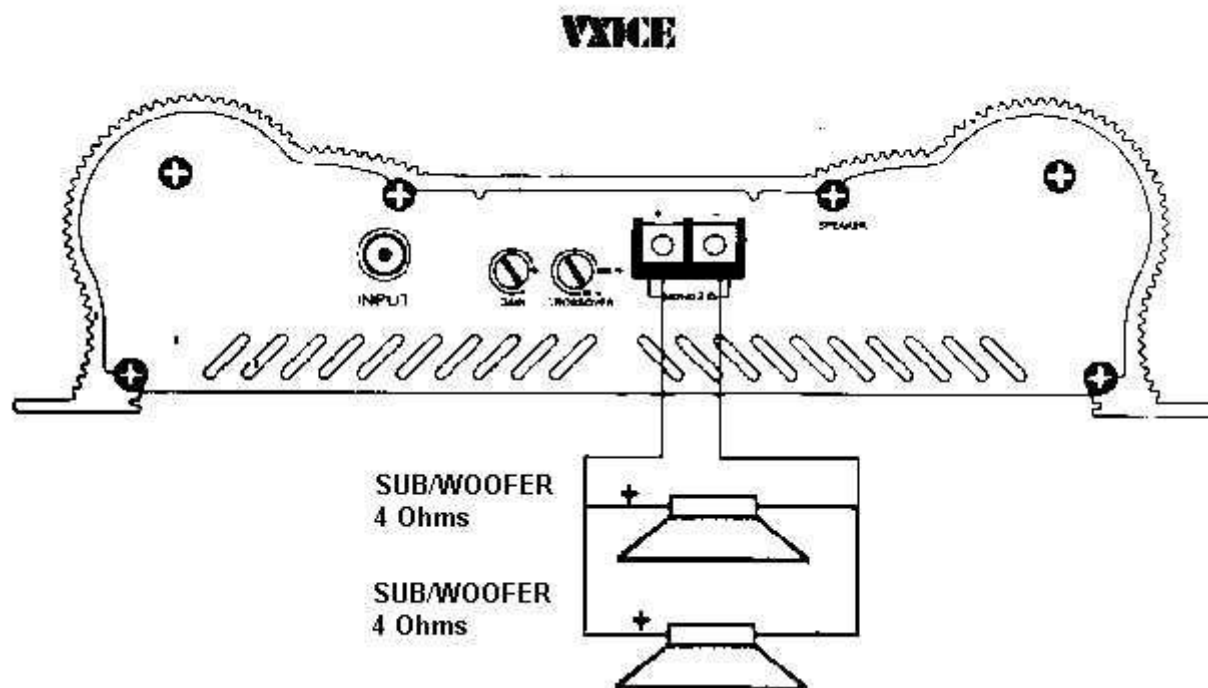 VXICE
+ -
SPEAKER
INPUT
GAIN
CROSSOVER
SUB/WOOFER
4 Ohms
+
SUB/WOOFER
4 Ohms
+